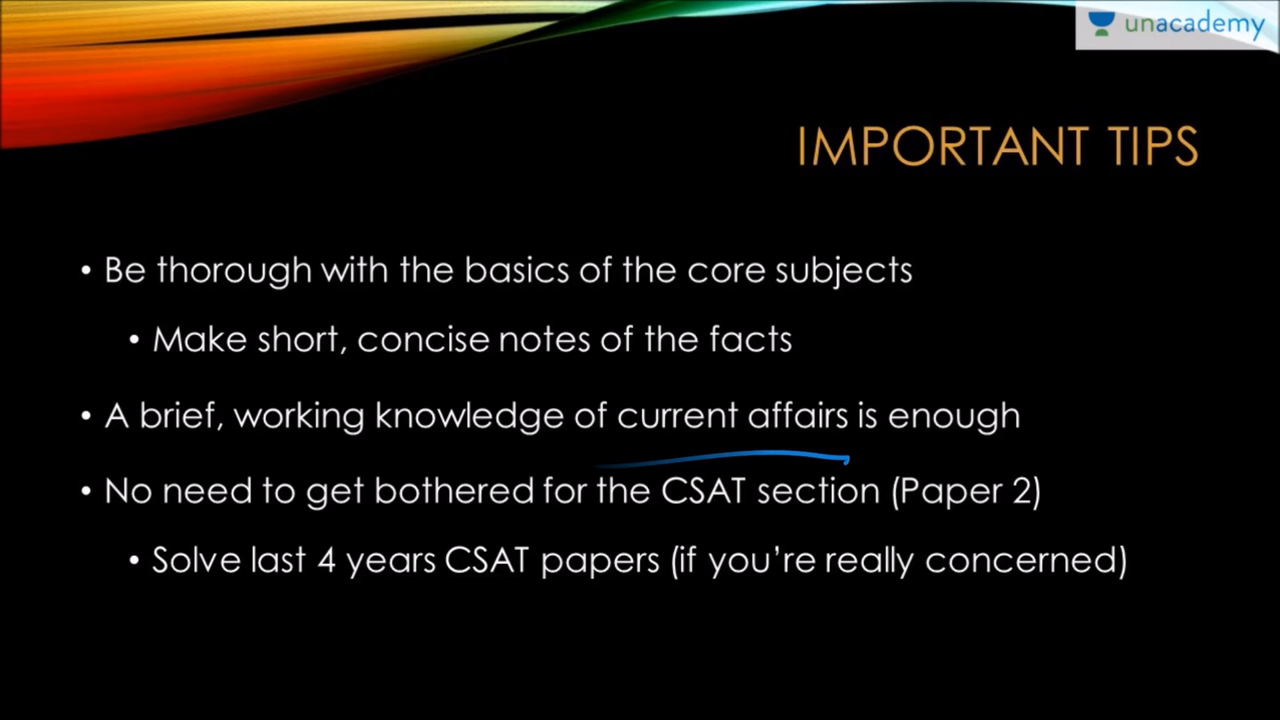 unacademy
IMPORTANT TIPS
• Be thorough with the basics of the core subjects
• Make short, concise notes of the facts
• A brief, working knowledge of current affairs is enough
• No need to get bothered for the CSAT section (Paper 2)
• Solve last 4 years CSAT papers (if you're really concerned)